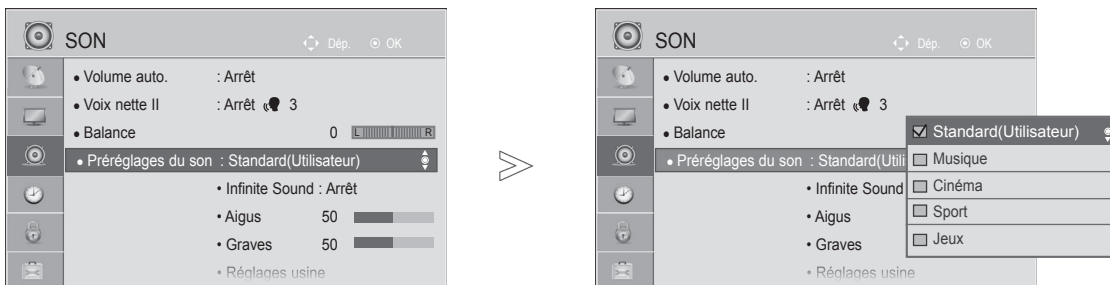 SON
Dép. OK
• Volume auto. : Arrêt
• Voix nette II : Arrêt 3
• Balance 0 L R
• Préréglages du son : Standard(Utilisateur)
• Infinite Sound : Arrêt
• Aigus 50
• Graves 50
• Réglages usine
SON
Dép. OK
• Volume auto. : Arrêt
• Voix nette II : Arrêt 3
• Balance
• Préréglages du son : Standard(Utili
• Infinite Sound
• Aigus
• Graves
• Réglages usine
Standard(Utilisateur)
Musique
Cinéma
Sport
Jeux